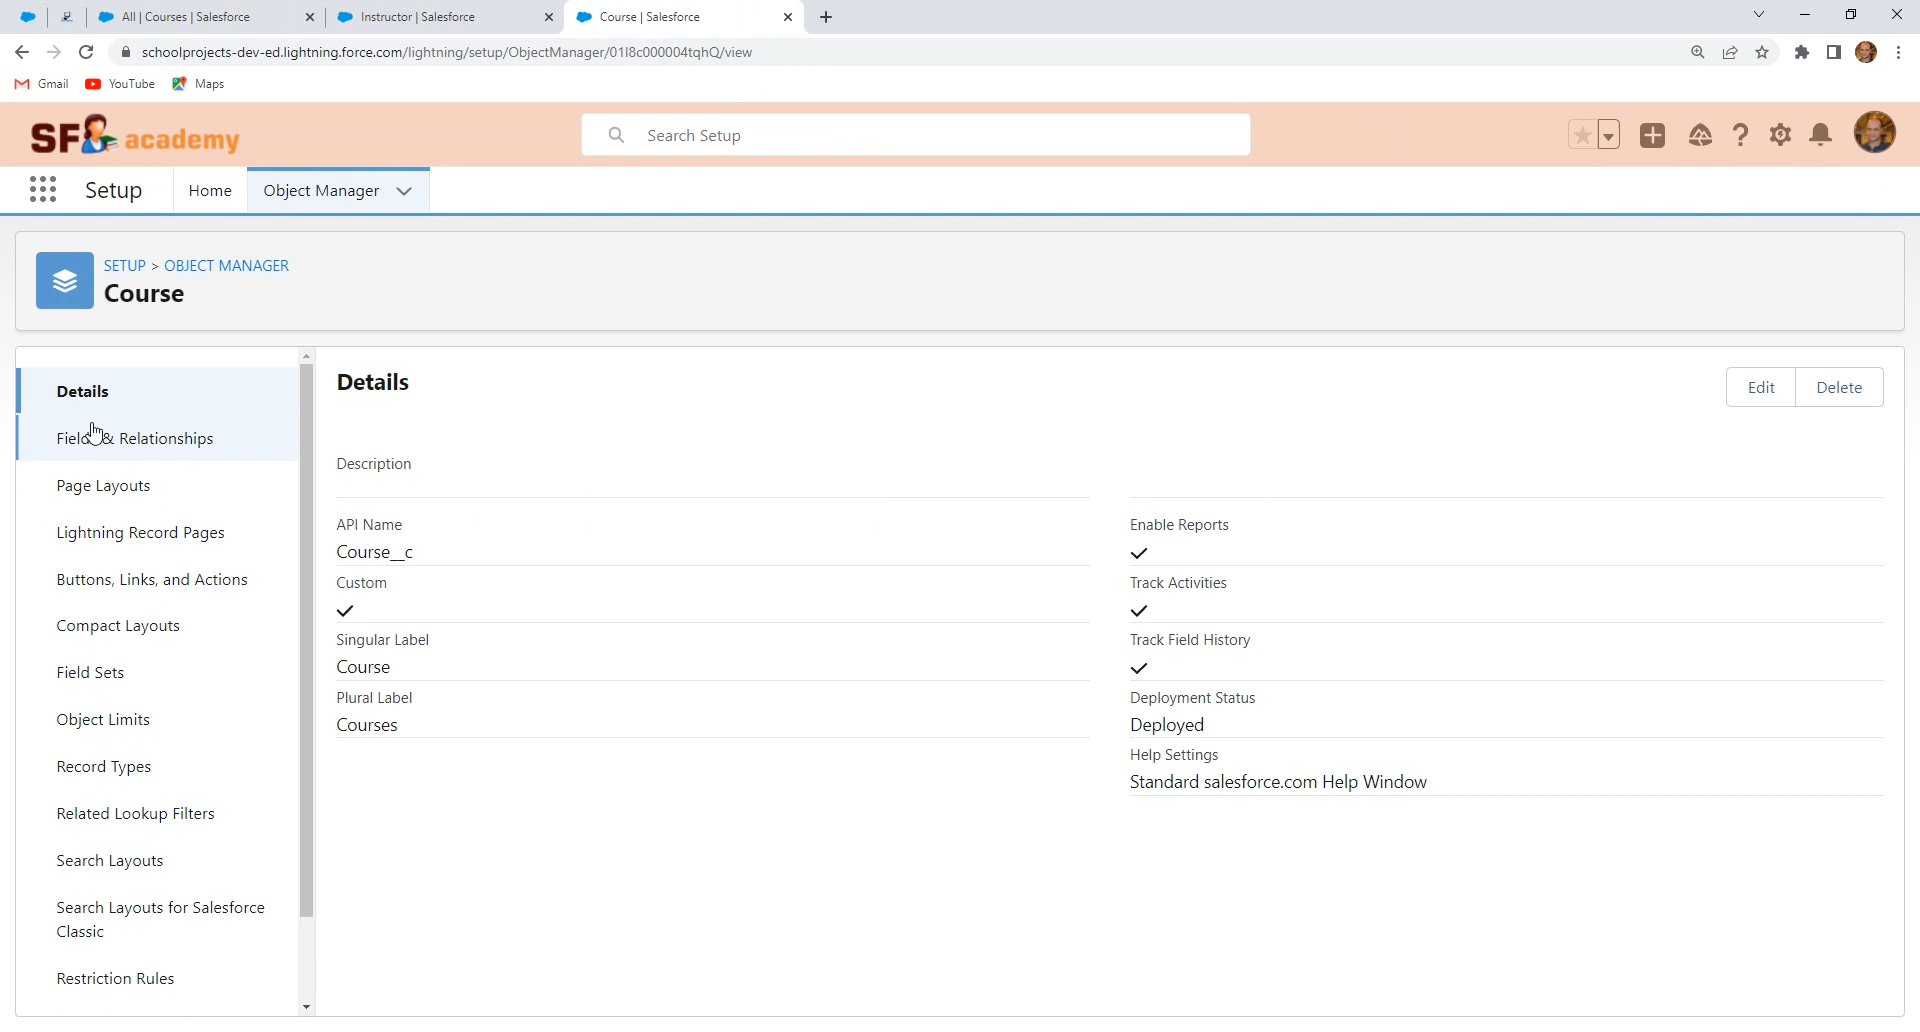 All | Courses | Salesforce
Instructor | Salesforce
Course | Salesforce
schoolprojects-dev-ed.lightning.force.com/lightning/setup/ObjectManager/01I8c000004tqhQ/view
Gmail
YouTube
Maps
SF academy
Search Setup
Setup
Home
Object Manager
SETUP > OBJECT MANAGER
Course
Details
Fields & Relationships
Page Layouts
Lightning Record Pages
Buttons, Links, and Actions
Compact Layouts
Field Sets
Object Limits
Record Types
Related Lookup Filters
Search Layouts
Search Layouts for Salesforce
Classic
Restriction Rules
Details
Edit
Delete
Description
API Name
Course__c
Custom
Singular Label
Course
Plural Label
Courses
Enable Reports
Track Activities
Track Field History
Deployment Status
Deployed
Help Settings
Standard salesforce.com Help Window